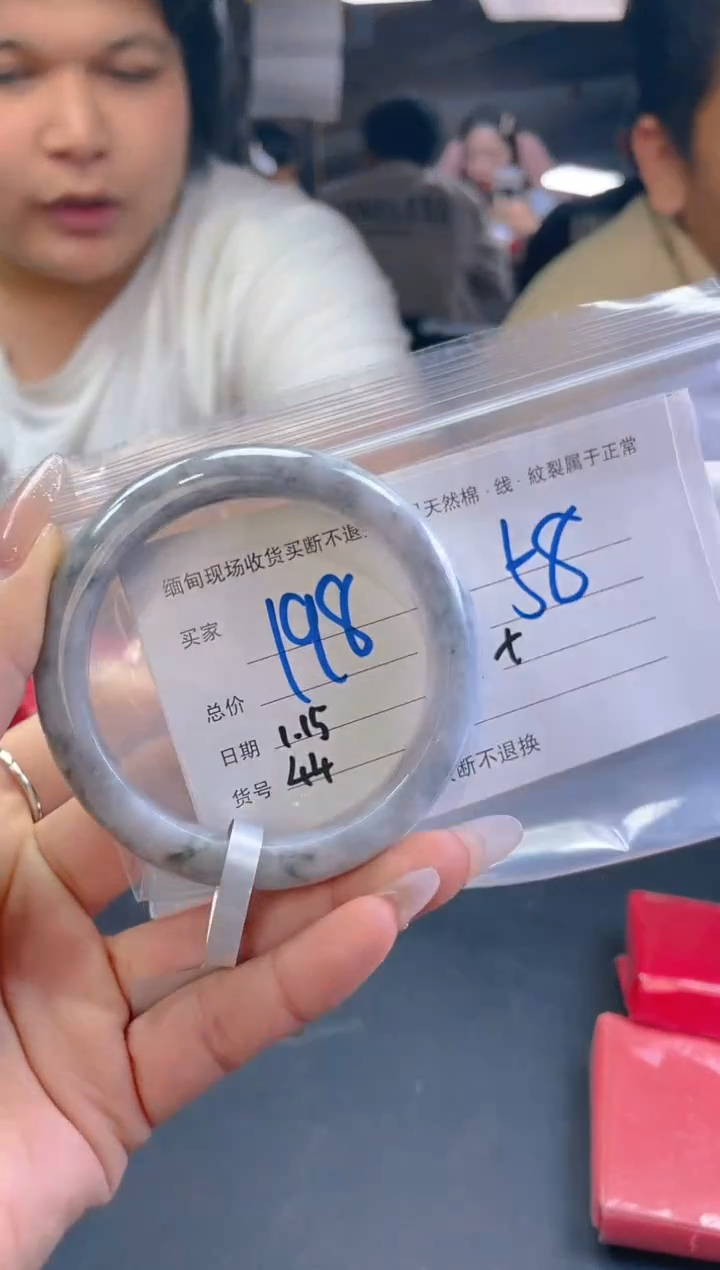 缅甸现场收货买断不退
天然棉·线·紋裂属于正常
买家 198
58
+
总价
日期 1.15
货号 44
断不退换